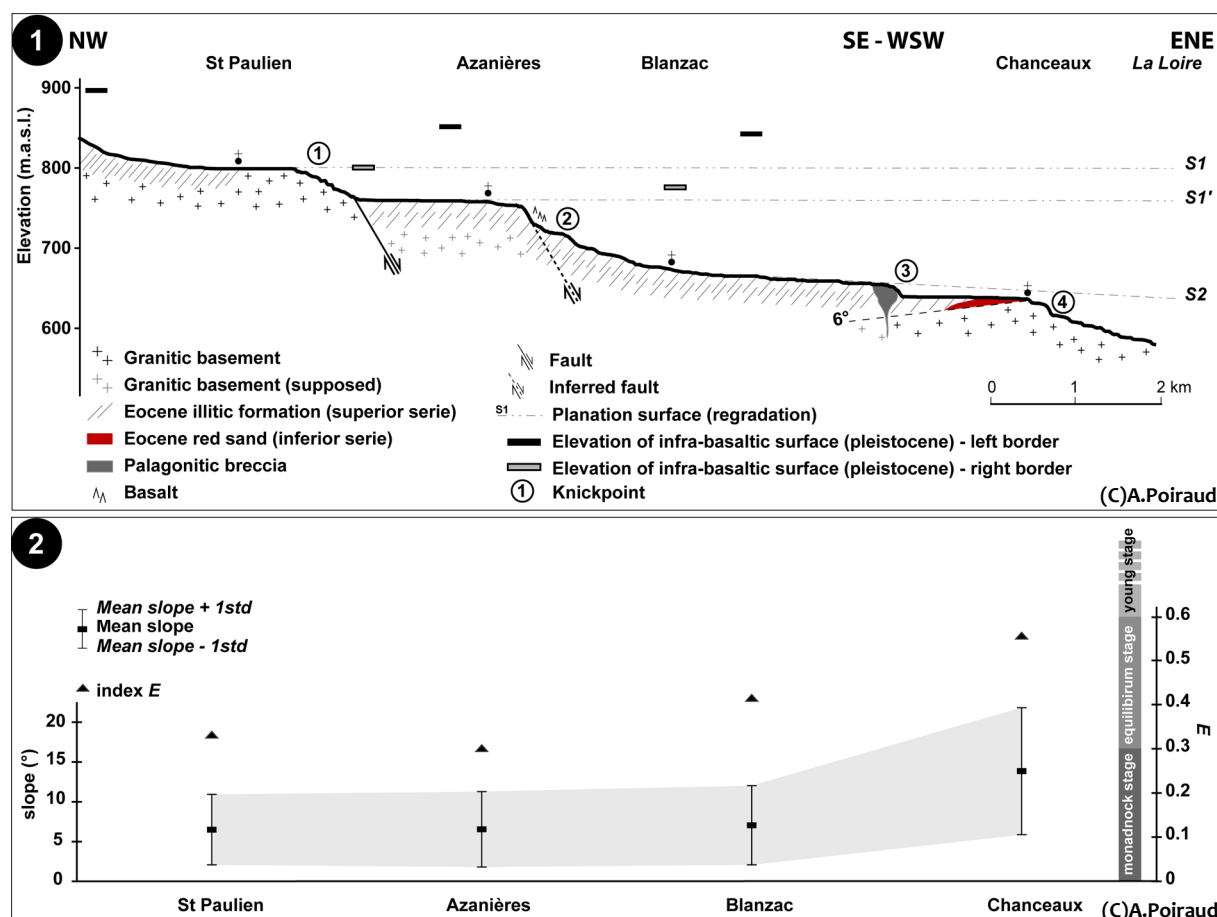 1 NW SE - WSW ENE
St Paulien Azanières Blanzac Chanceaux La Loire
Elevation (m.a.s.l.)
900
800
700
600
1
2
3
4
S1
S1'
S2
6°
Granitic basement
Granitic basement (supposed)
Eocene illitic formation (superior serie)
Eocene red sand (inferior serie)
Palagonitic breccia
Basalt
Fault
Inferred fault
S1 Planation surface (regradation)
Elevation of infra-basaltic surface (pleistocene) - left border
Elevation of infra-basaltic surface (pleistocene) - right border
1 Knickpoint
0 1 2 km
(C)A.Poiraud
2
Mean slope + 1std
Mean slope
Mean slope - 1std
index E
slope (°)
20
15
10
5
0
young stage
equilibirum stage
monadnock stage
0.6
0.5
0.4
0.3
0.2
0.1
0
E
St Paulien Azanières Blanzac Chanceaux
(C)A.Poiraud